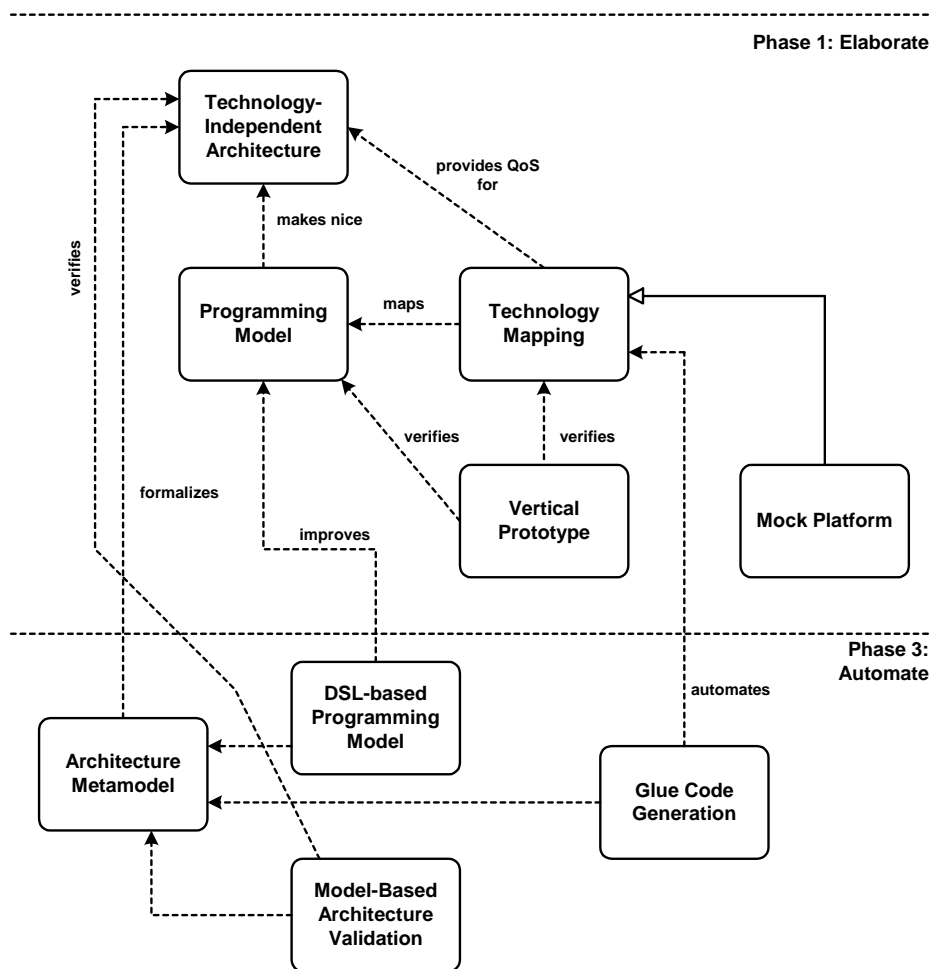 Phase 1: Elaborate
Technology-
Independent
Architecture
provides QoS
for
makes nice
verifies
Programming
Model
maps
Technology
Mapping
verifies
verifies
formalizes
Vertical
Prototype
Mock Platform
improves
Phase 3:
Automate
DSL-based
Programming
Model
automates
Architecture
Metamodel
Glue Code
Generation
Model-Based
Architecture
Validation